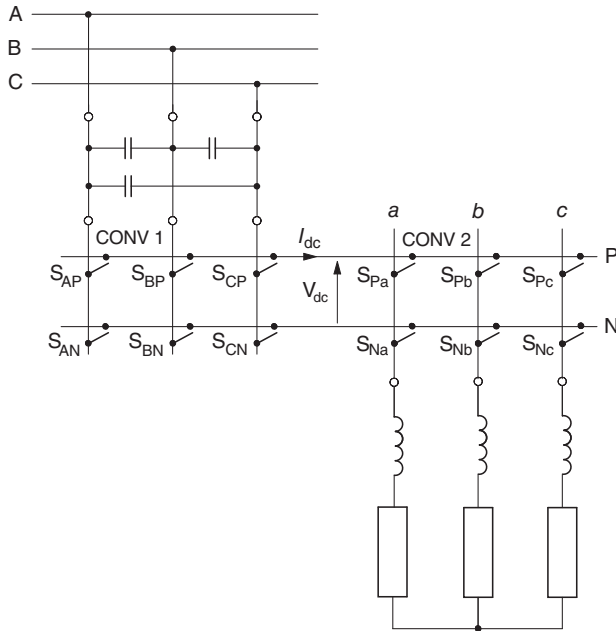 A
B
C
a b c
CONV 1 I_dc CONV 2
P
S_AP S_BP S_CP V_dc S_Pa S_Pb S_Pc
N
S_AN S_BN S_CN S_Na S_Nb S_Nc